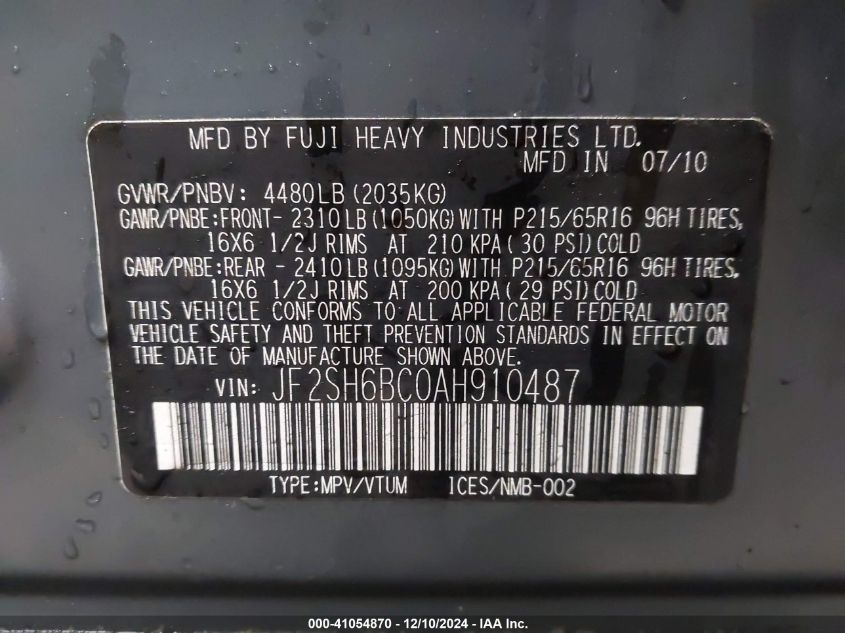 MFD BY FUJI HEAVY INDUSTRIES LTD.
MFD IN 07/10
GVWR/PNBV: 4480LB (2035KG)
GAWR/PNBE:FRONT- 2310LB(1050KG)WITH P215/65R16 96H TIRES,
16X6 1/2J RIMS AT 210 KPA(30 PSI)COLD
GAWR/PNBE:REAR - 2410LB(1095KG)WITH P215/65R16 96H TIRES,
16X6 1/2J RIMS AT 200 KPA(29 PSI)COLD
THIS VEHICLE CONFORMS TO ALL APPLICABLE FEDERAL MOTOR
VEHICLE SAFETY AND THEFT PREVENTION STANDARDS IN EFFECT ON
THE DATE OF MANUFACTURE SHOWN ABOVE.
VIN: JF2SH6BC0AH910487
TYPE:MPV/VTUM ICES/NMB-002
000-41054870 - 12/10/2024 - IAA Inc.